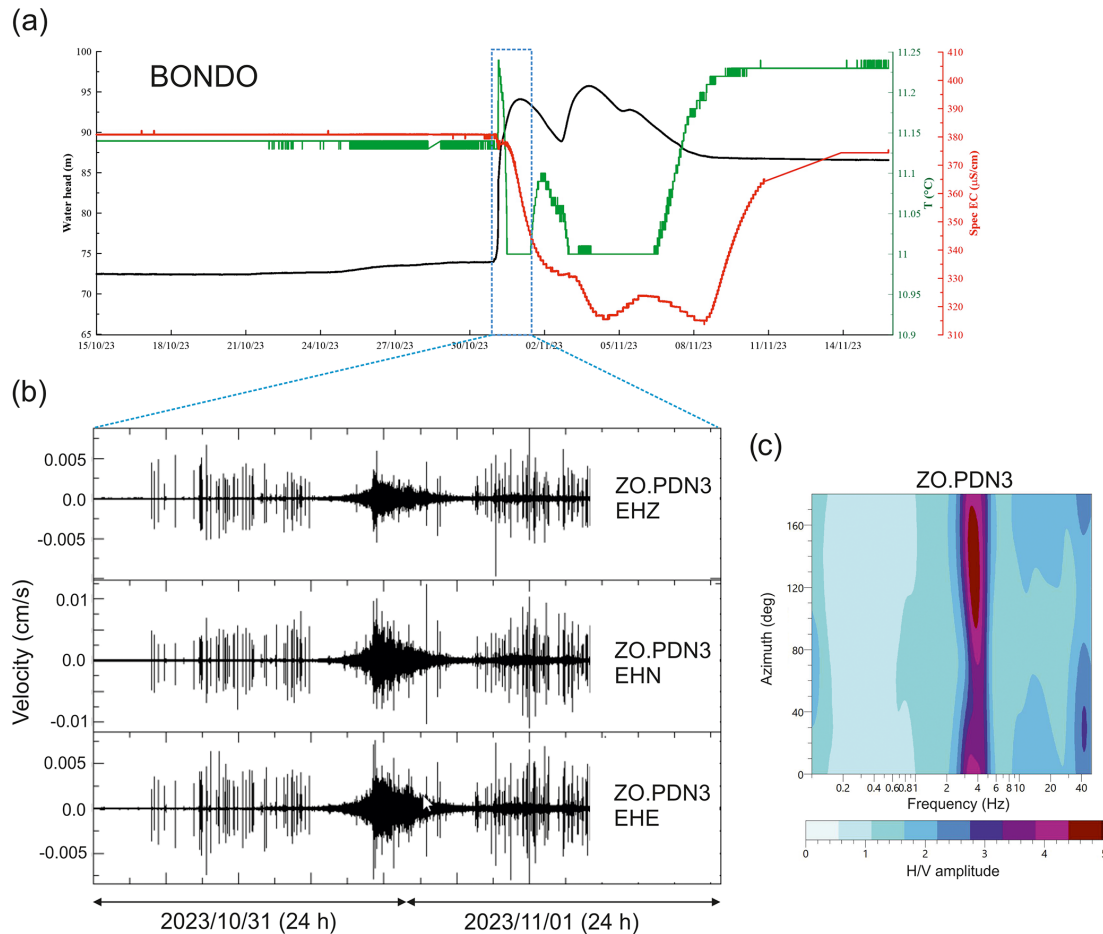 (a)
BONDO
100
95
90
85
80
75
70
65
Water head (m)
15/10/23 18/10/23 21/10/23 24/10/23 27/10/23 30/10/23 02/11/23 05/11/23 08/11/23 11/11/23 14/11/23
11.25
11.2
11.15
11.1
11.05
11
10.95
10.9
T (°C)
410
400
390
380
370
360
350
340
330
320
310
Spec EC (µS/cm)
(b)
Velocity (cm/s)
0.005
0.0
-0.005
ZO.PDN3
EHZ
0.01
0.0
-0.01
ZO.PDN3
EHN
0.005
0.0
-0.005
ZO.PDN3
EHE
2023/10/31 (24 h) 2023/11/01 (24 h)
(c)
ZO.PDN3
Azimuth (deg)
160
120
80
40
0
0.2 0.4 0.60.81 2 4 6 8 10 20 40
Frequency (Hz)
0 1 2 3 4 5
H/V amplitude